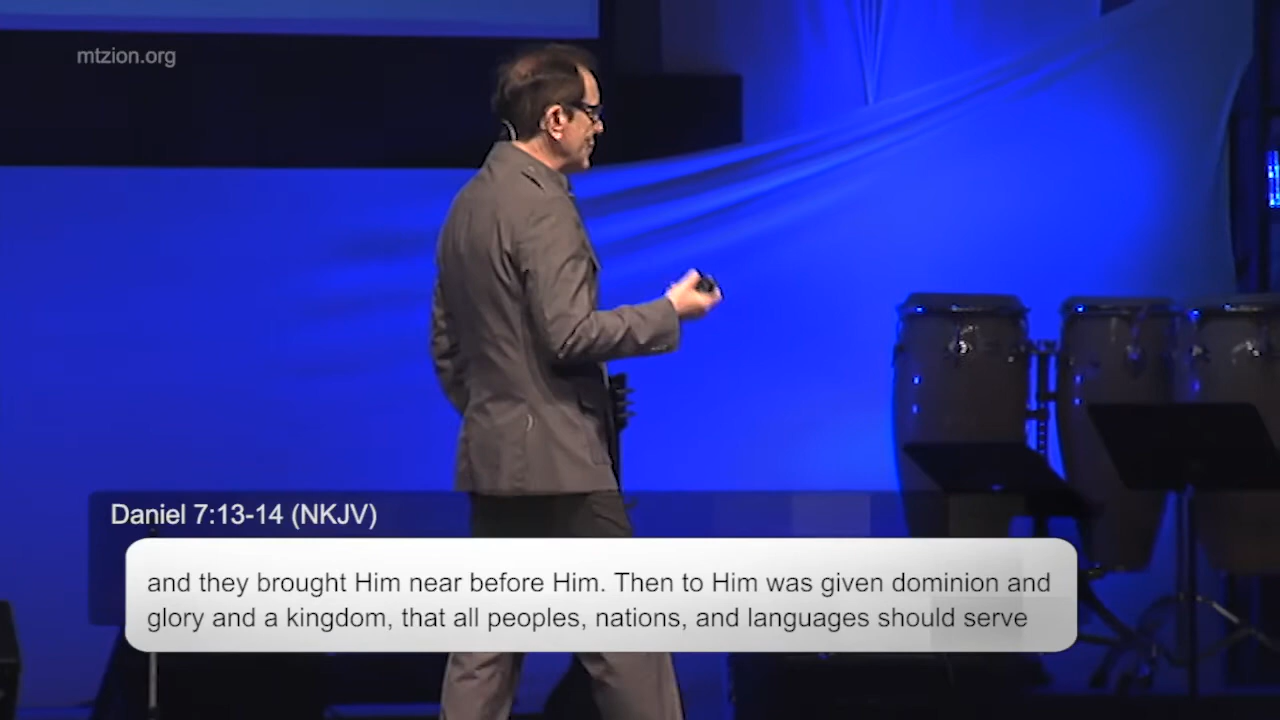 mtzion.org
Daniel 7:13-14 (NKJV)
and they brought Him near before Him. Then to Him was given dominion and
glory and a kingdom, that all peoples, nations, and languages should serve